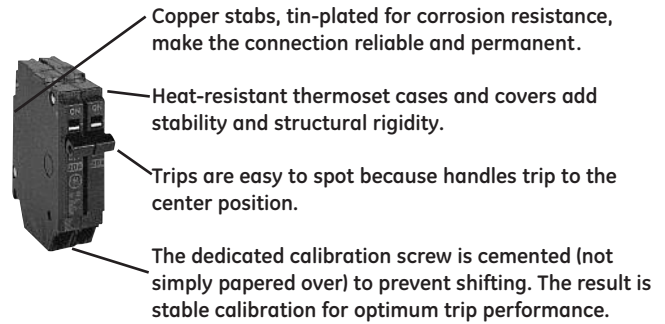 Copper stabs, tin-plated for corrosion resistance,
make the connection reliable and permanent.
Heat-resistant thermoset cases and covers add
stability and structural rigidity.
ON ON
Trips are easy to spot because handles trip to the
center position.
The dedicated calibration screw is cemented (not
simply papered over) to prevent shifting. The result is
stable calibration for optimum trip performance.